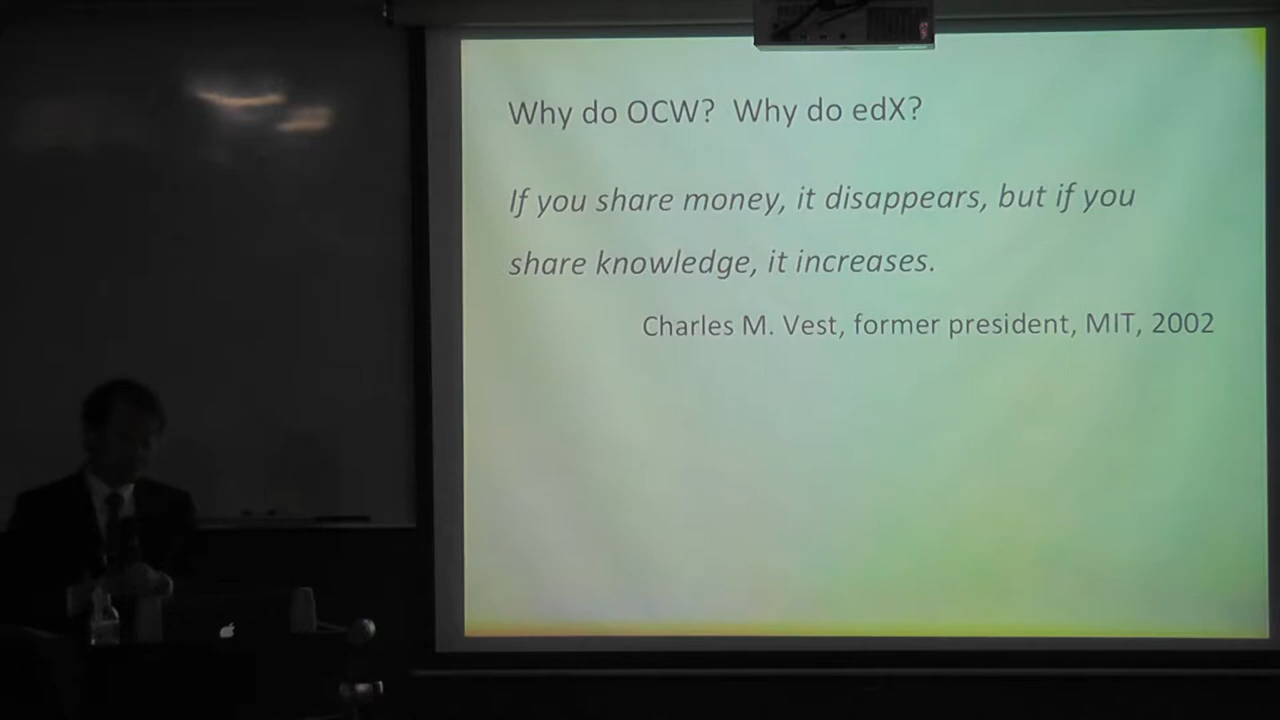 Why do OCW? Why do edX?
If you share money, it disappears, but if you
share knowledge, it increases.
Charles M. Vest, former president, MIT, 2002